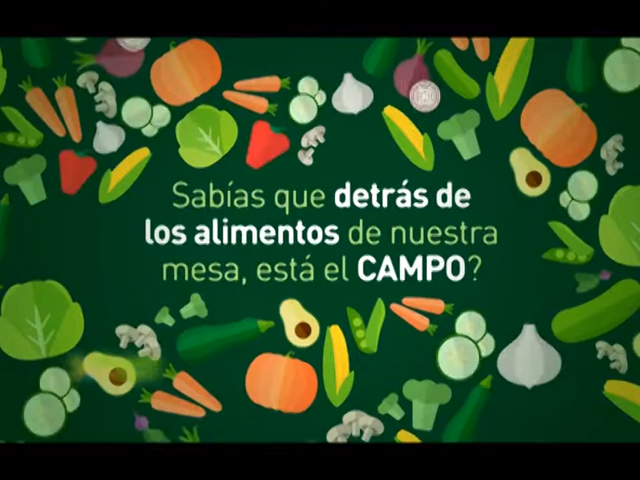 Sabías que detrás de
los alimentos de nuestra
mesa, está el CAMPO?